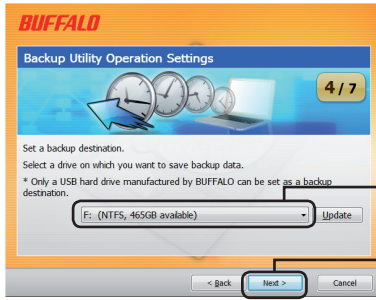 BUFFALO
Backup Utility Operation Settings
4/7
Set a backup destination.
Select a drive on which you want to save backup data.
* Only a USB hard drive manufactured by BUFFALO can be set as a backup
destination.
F: (NTFS, 465GB available)
Update
< Back
Next >
Cancel